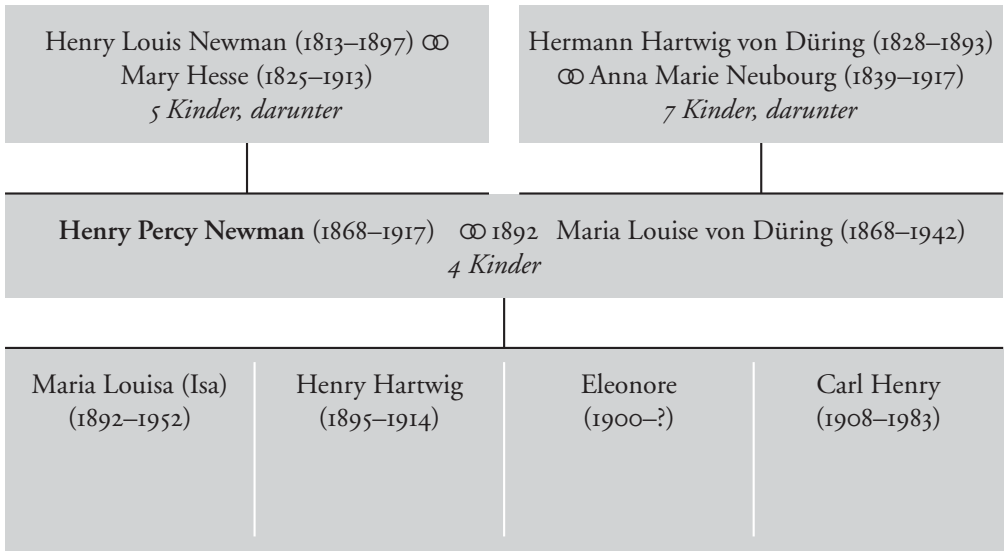 Henry Louis Newman (1813–1897) ⚭
Mary Hesse (1825–1913)
5 Kinder, darunter
Hermann Hartwig von Düring (1828–1893)
⚭ Anna Marie Neubourg (1839–1917)
7 Kinder, darunter
Henry Percy Newman (1868–1917) ⚭ 1892 Maria Louise von Düring (1868–1942)
4 Kinder
Maria Louisa (Isa)
(1892–1952)
Henry Hartwig
(1895–1914)
Eleonore
(1900–?)
Carl Henry
(1908–1983)